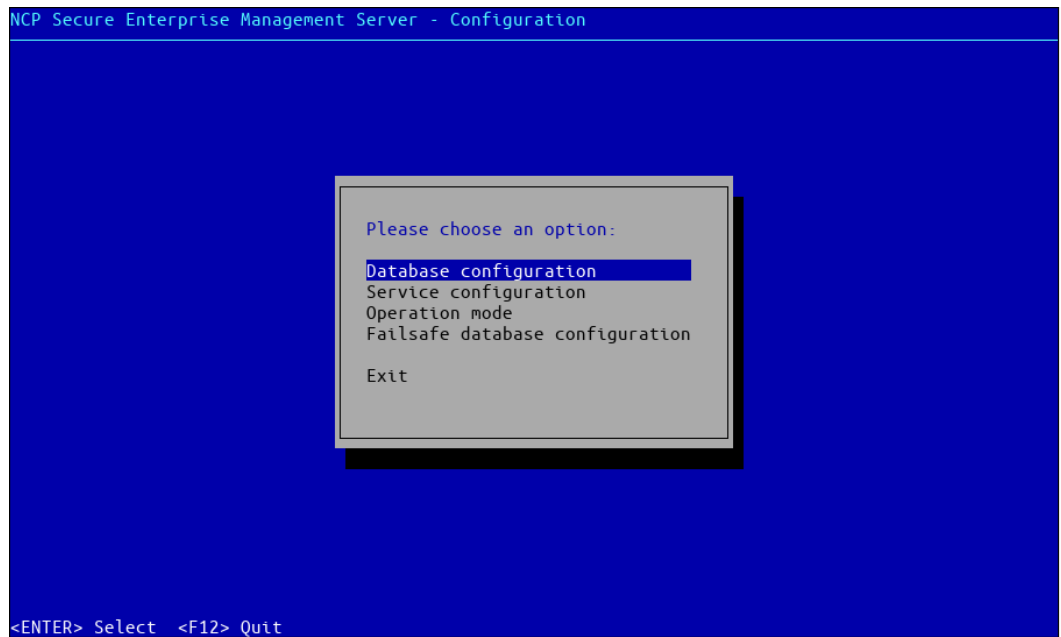 NCP Secure Enterprise Management Server - Configuration
Please choose an option:
Database configuration
Service configuration
Operation mode
Failsafe database configuration
Exit
<ENTER> Select  <F12> Quit